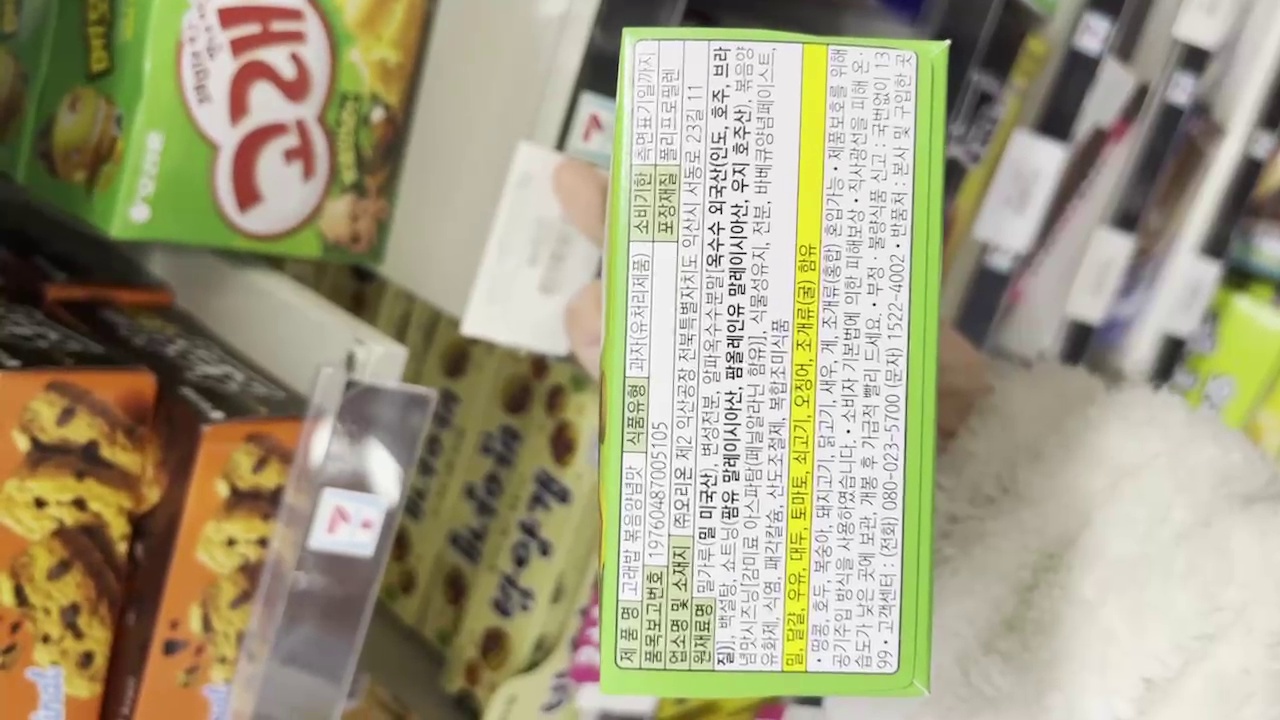 오리온
고래
밤양갱
제 품 명 고래밥 볶음양념맛 식품유형 과자(유처리제품) 소비기한 측면표기일까지
품목보고번호 19760487005105 포장재질 폴리프로필렌
업소명 및 소재지 ㈜오리온 제2 익산공장 전북특별자치도 익산시 서동로 23길 11
원재료명 밀가루(밀 미국산), 변성전분, 알파옥수수분말[옥수수 외국산(인도, 호주, 브라
질)], 백설탕, 쇼트닝(팜유 말레이시아산, 팜올레인유 말레이시아산, 우지 호주산), 볶음양
념맛시즈닝[감미료 아스파탐(페닐알라닌 함유)], 식물성유지, 전분, 바베큐양념페이스트,
유화제, 식염, 패각칼슘, 산도조절제, 복합조미식품
밀, 달걀, 우유, 대두, 토마토, 쇠고기, 오징어, 조개류(굴) 함유
• 땅콩, 호두, 복숭아, 돼지고기, 닭고기, 새우, 게, 조개류(홍합) 혼입가능 • 제품보호를 위해
공기주입 방식을 사용하였습니다. • 소비자 기본법에 의한 피해보상 • 직사광선을 피해 온·
습도가 낮은 곳에 보관, 개봉 후 가급적 빨리 드세요. • 부정 · 불량식품 신고 : 국번없이 13
99 • 고객센터 : (전화) 080-023-5700 (문자) 1522-4002 • 반품처 : 본사 및 구입한 곳